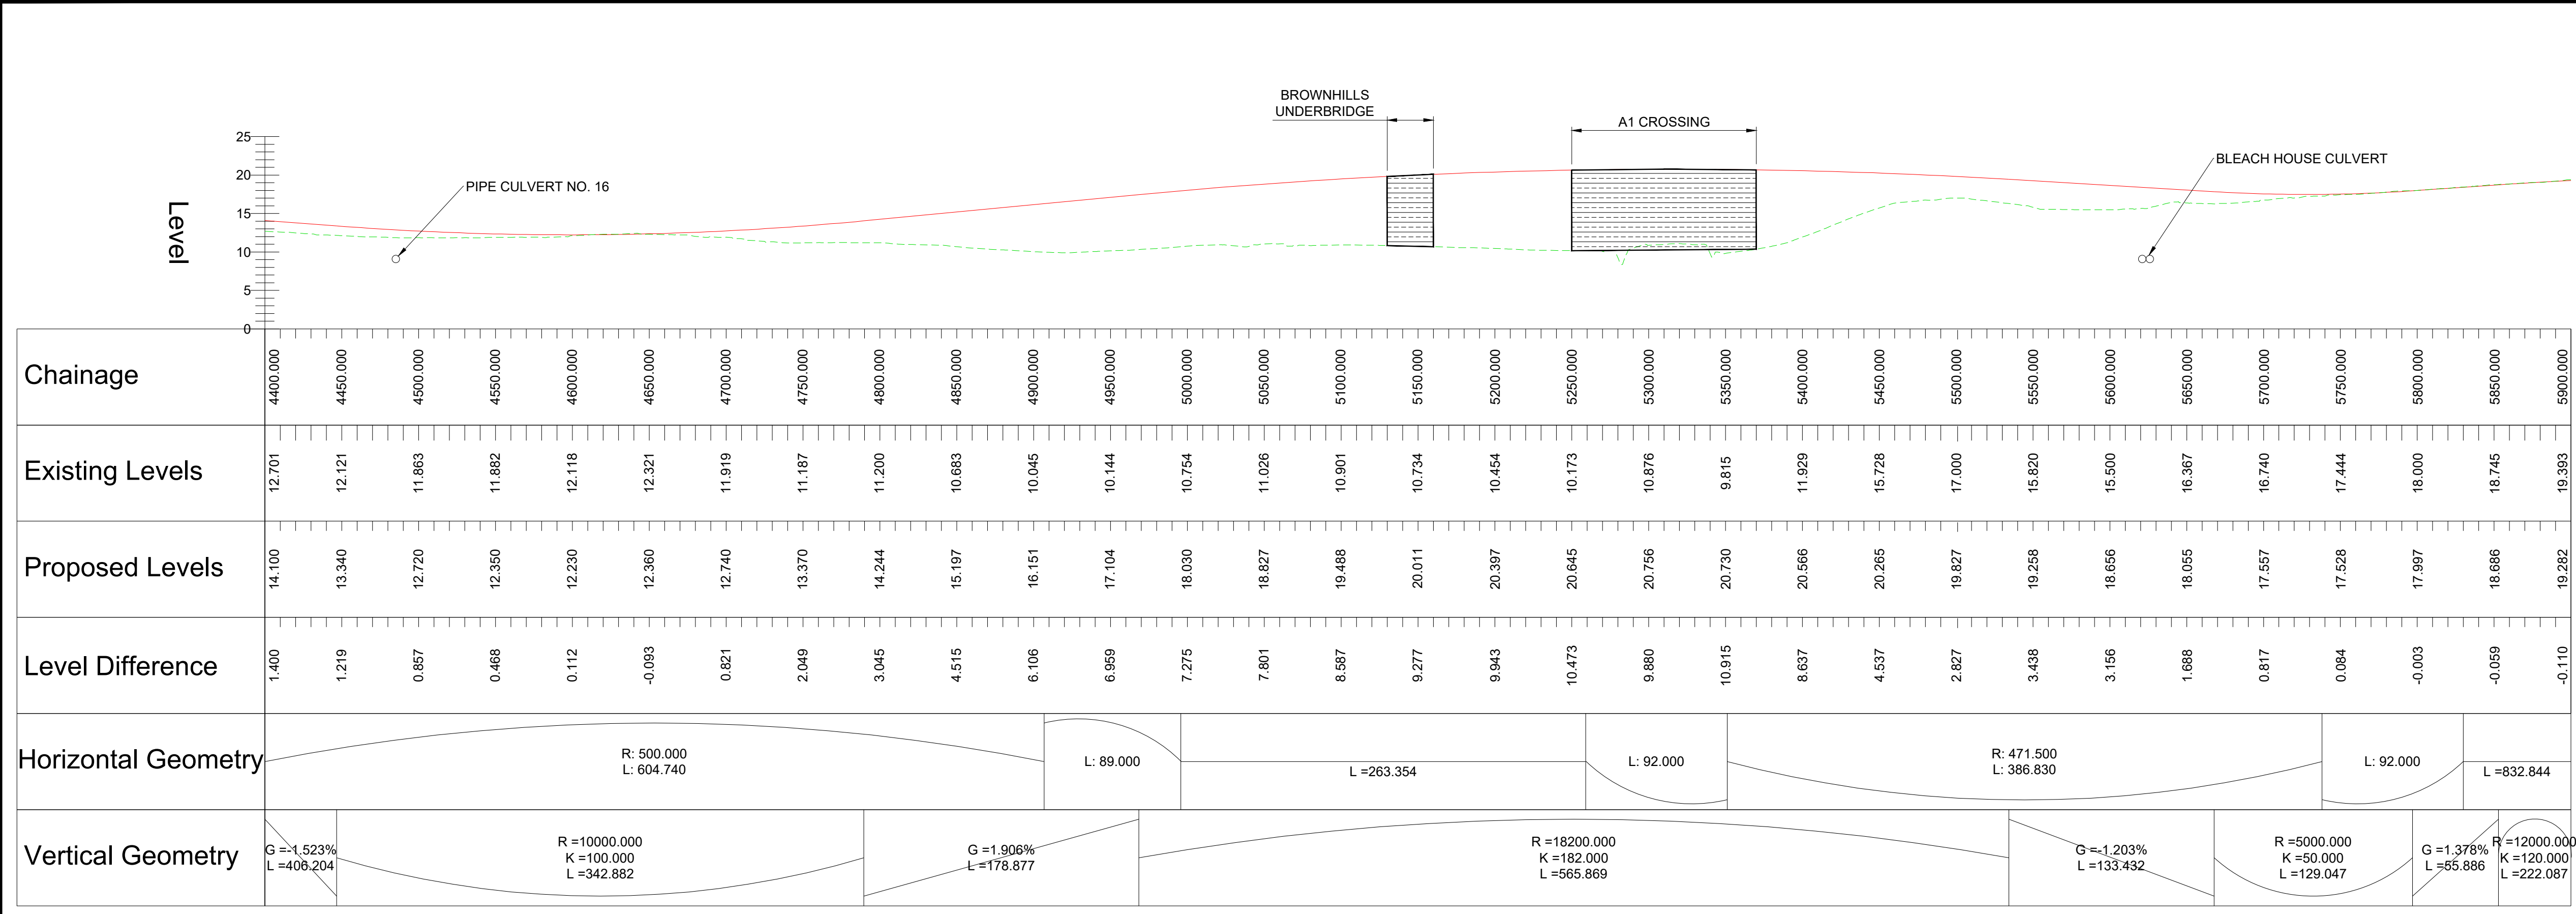 BROWNHILLS
UNDERBRIDGE
A1 CROSSING
PIPE CULVERT NO. 16
BLEACH HOUSE CULVERT
Level
25
20
15
10
5
0
Chainage
4400.000 4450.000 4500.000 4550.000 4600.000 4650.000 4700.000 4750.000 4800.000 4850.000 4900.000 4950.000 5000.000 5050.000 5100.000 5150.000 5200.000 5250.000 5300.000 5350.000 5400.000 5450.000 5500.000 5550.000 5600.000 5650.000 5700.000 5750.000 5800.000 5850.000 5900.000
Existing Levels
12.701 12.121 11.863 11.882 12.118 12.321 11.919 11.187 11.200 10.683 10.045 10.144 10.754 11.026 10.901 10.734 10.454 10.173 10.876 9.815 11.929 15.728 17.000 15.820 15.500 16.367 16.740 17.444 18.000 18.745 19.393
Proposed Levels
14.100 13.340 12.720 12.350 12.230 12.360 12.740 13.370 14.244 15.197 16.151 17.104 18.030 18.827 19.488 20.011 20.397 20.645 20.756 20.730 20.566 20.265 19.827 19.258 18.656 18.055 17.557 17.528 17.997 18.686 19.282
Level Difference
1.400 1.219 0.857 0.468 0.112 -0.093 0.821 2.049 3.045 4.515 6.106 6.959 7.275 7.801 8.587 9.277 9.943 10.473 9.880 10.915 8.637 4.537 2.827 3.438 3.156 1.688 0.817 0.084 -0.003 -0.059 -0.110
Horizontal Geometry
R: 500.000
L: 604.740
L: 89.000
L =263.354
L: 92.000
R: 471.500
L: 386.830
L: 92.000
L =832.844
Vertical Geometry
G =-1.523%
L =406.204
R =10000.000
K =100.000
L =342.882
G =1.906%
L =178.877
R =18200.000
K =182.000
L =565.869
G =-1.203%
L =133.432
R =5000.000
K =50.000
L =129.047
G =1.378%
L =55.886
R =12000.000
K =120.000
L =222.087